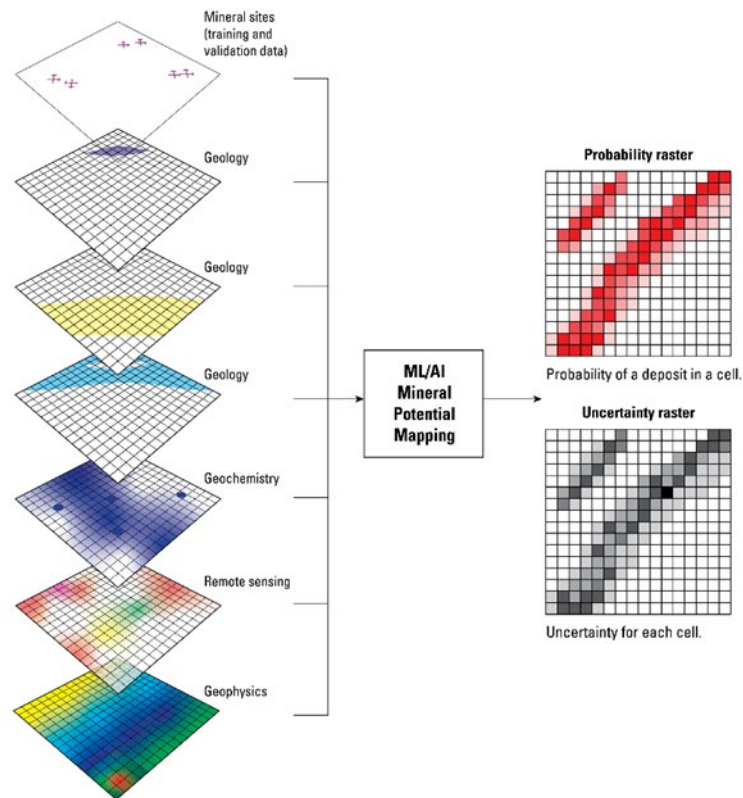 Mineral sites
(training and
validation data)
Geology
Geology
Geology
Geochemistry
Remote sensing
Geophysics
ML/AI
Mineral
Potential
Mapping
Probability raster
Probability of a deposit in a cell.
Uncertainty raster
Uncertainty for each cell.